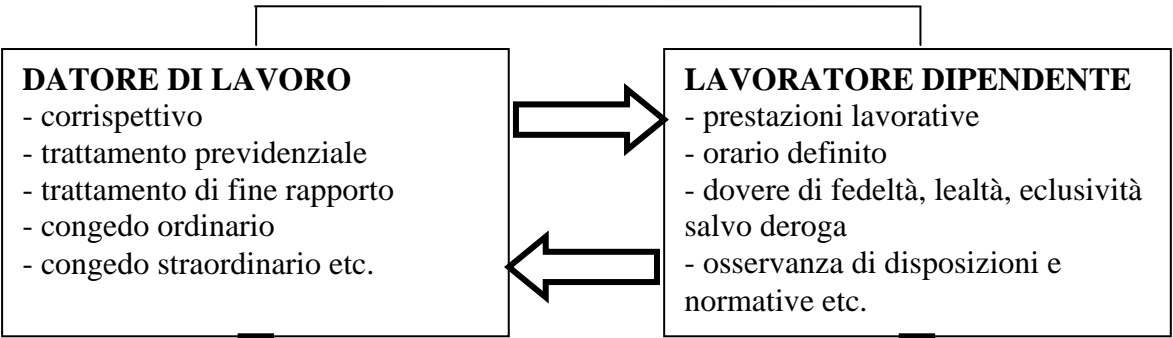 DATORE DI LAVORO
- corrispettivo
- trattamento previdenziale
- trattamento di fine rapporto
- congedo ordinario
- congedo straordinario etc.
LAVORATORE DIPENDENTE
- prestazioni lavorative
- orario definito
- dovere di fedeltà, lealtà, eclusività
salvo deroga
- osservanza di disposizioni e
normative etc.